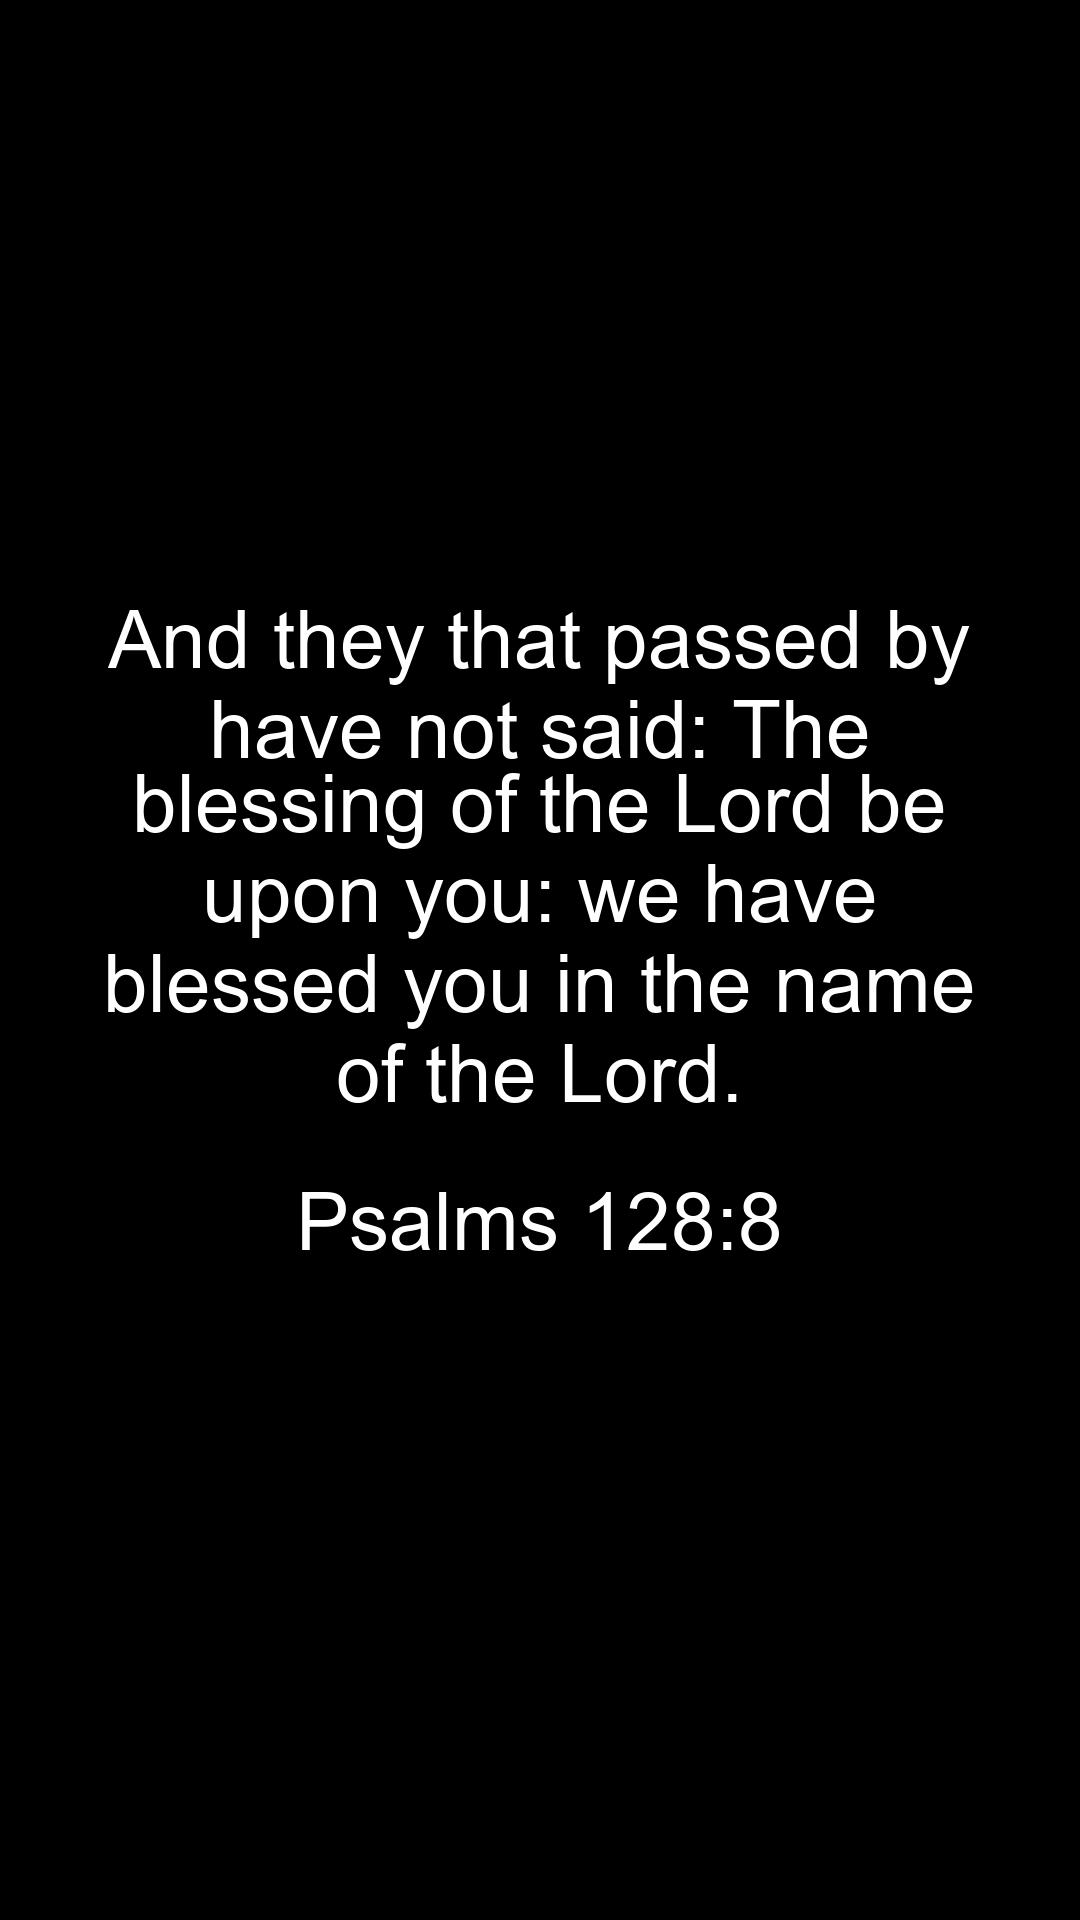 And they that passed by
have not said: The
blessing of the Lord be
upon you: we have
blessed you in the name
of the Lord.
Psalms 128:8